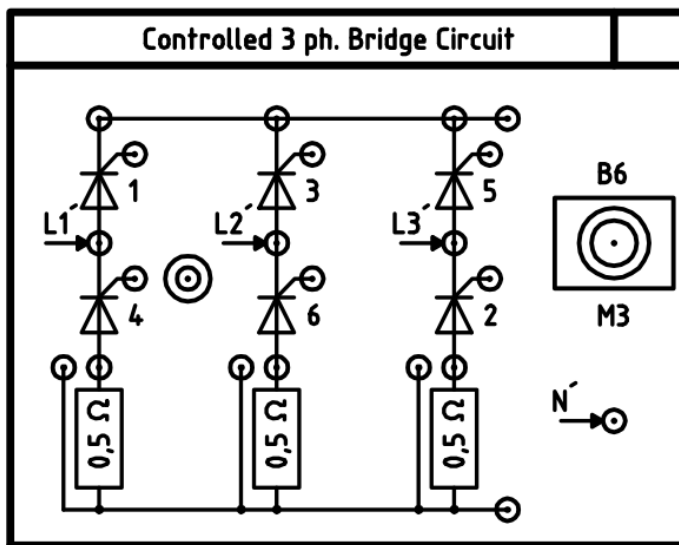 Controlled 3 ph. Bridge Circuit
1 3 5
B6
L1´ L2´ L3´
4 6 2
M3
N´
0,5 Ω 0,5 Ω 0,5 Ω